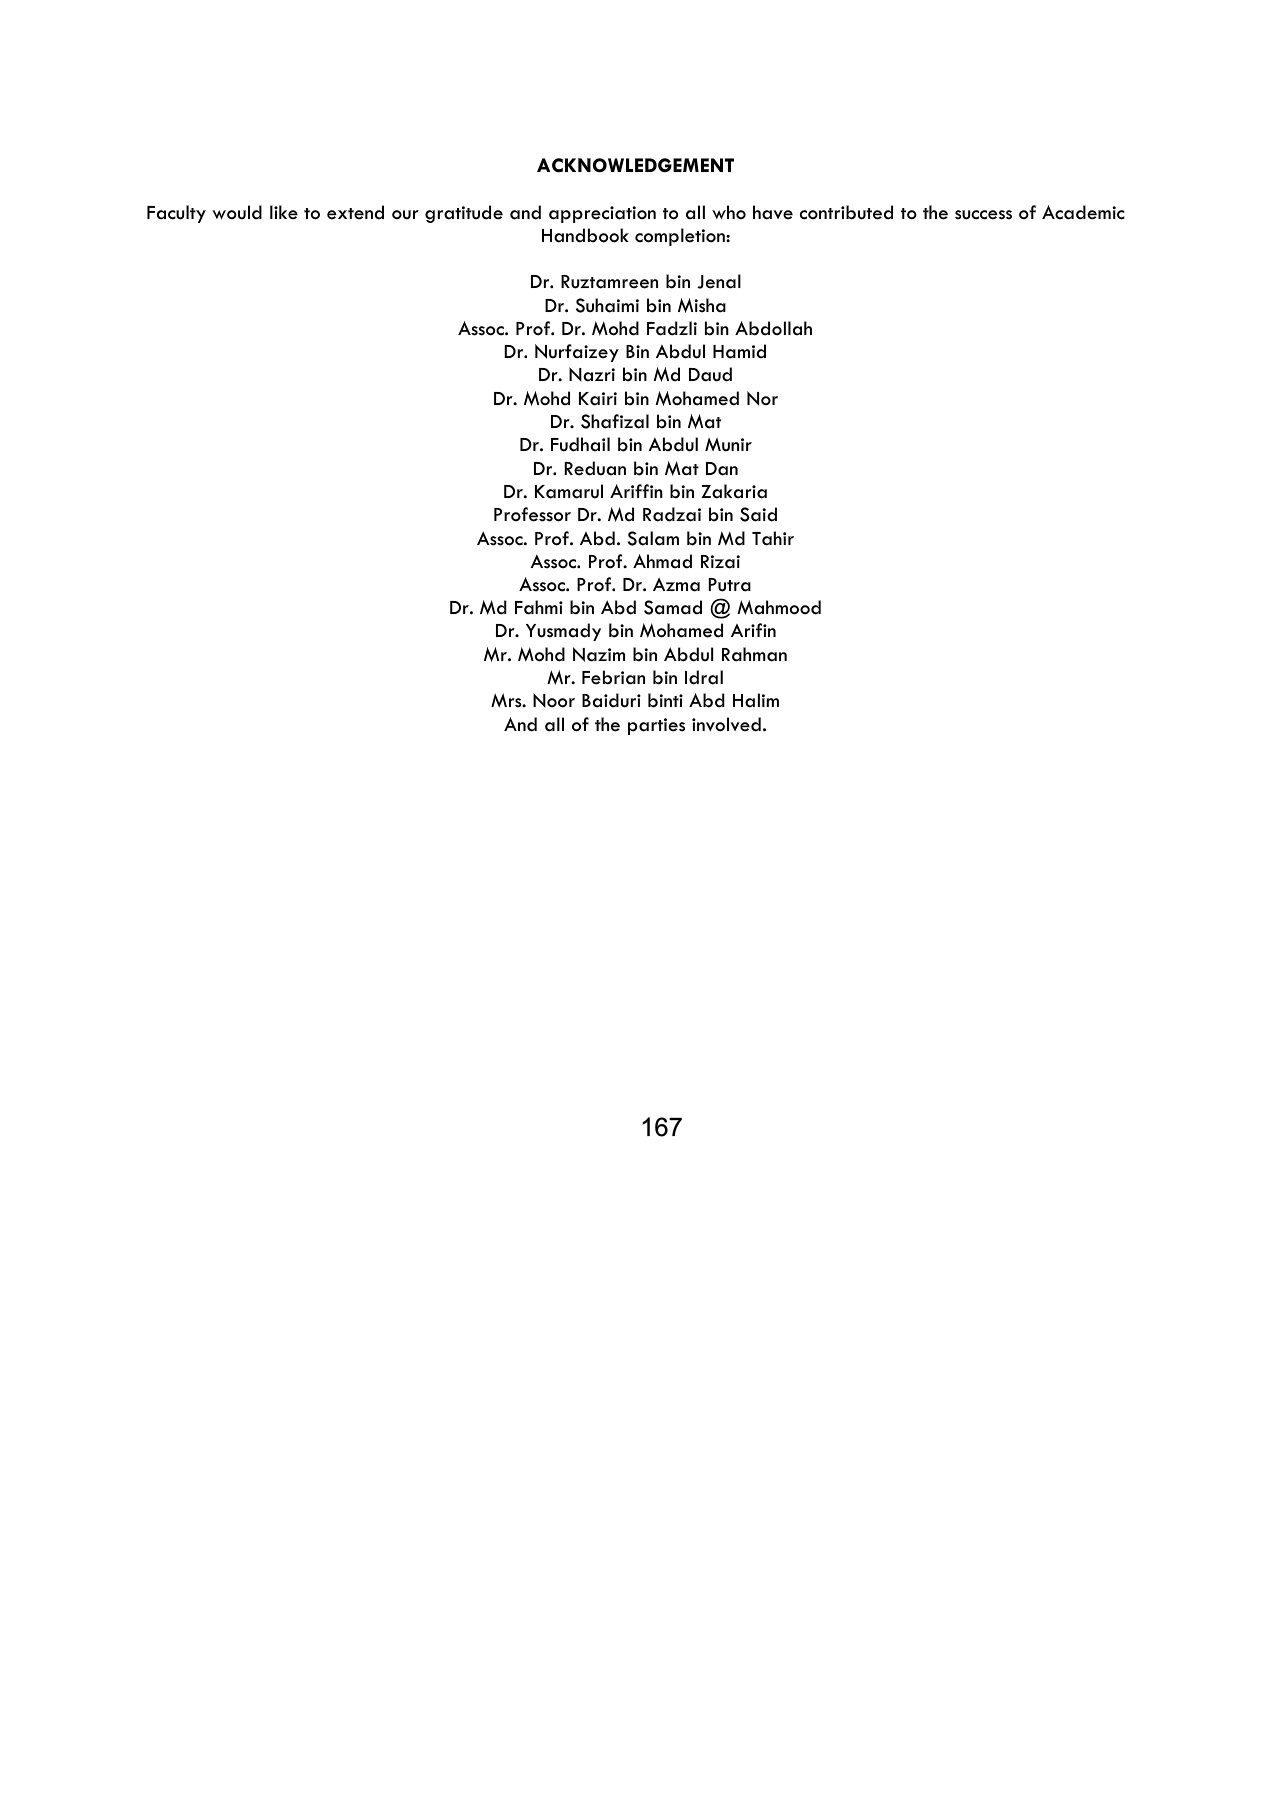 ACKNOWLEDGEMENT
Faculty would like to extend our gratitude and appreciation to all who have contributed to the success of Academic
Handbook completion:
Dr. Ruztamreen bin Jenal
Dr. Suhaimi bin Misha
Assoc. Prof. Dr. Mohd Fadzli bin Abdollah
Dr. Nurfaizey Bin Abdul Hamid
Dr. Nazri bin Md Daud
Dr. Mohd Kairi bin Mohamed Nor
Dr. Shafizal bin Mat
Dr. Fudhail bin Abdul Munir
Dr. Reduan bin Mat Dan
Dr. Kamarul Ariffin bin Zakaria
Professor Dr. Md Radzai bin Said
Assoc. Prof. Abd. Salam bin Md Tahir
Assoc. Prof. Ahmad Rizai
Assoc. Prof. Dr. Azma Putra
Dr. Md Fahmi bin Abd Samad @ Mahmood
Dr. Yusmady bin Mohamed Arifin
Mr. Mohd Nazim bin Abdul Rahman
Mr. Febrian bin Idral
Mrs. Noor Baiduri binti Abd Halim
And all of the parties involved.
167